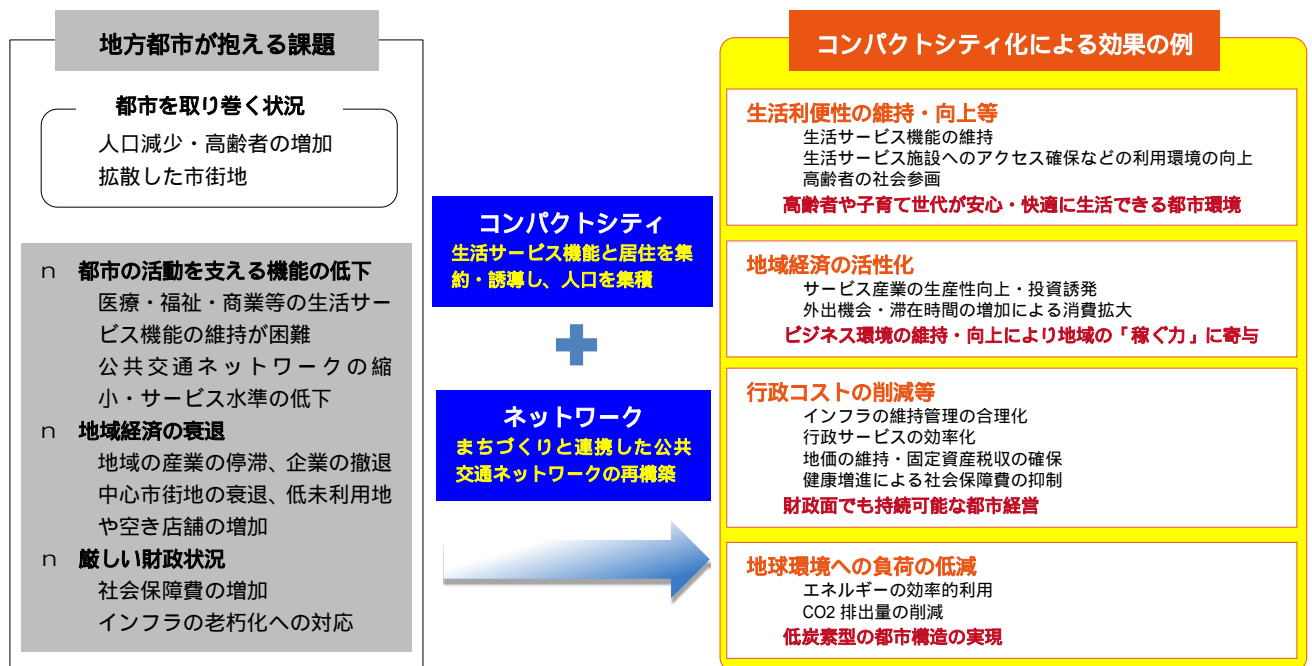 地方都市が抱える課題
都市を取り巻く状況
人口減少・高齢者の増加
拡散した市街地
n 都市の活動を支える機能の低下
医療・福祉・商業等の生活サー
ビス機能の維持が困難
公共交通ネットワークの縮
小・サービス水準の低下
n 地域経済の衰退
地域の産業の停滞、企業の撤退
中心市街地の衰退、低未利用地
や空き店舗の増加
n 厳しい財政状況
社会保障費の増加
インフラの老朽化への対応
コンパクトシティ
生活サービス機能と居住を集
約・誘導し、人口を集積
ネットワーク
まちづくりと連携した公共
交通ネットワークの再構築
コンパクトシティ化による効果の例
生活利便性の維持・向上等
生活サービス機能の維持
生活サービス施設へのアクセス確保などの利用環境の向上
高齢者の社会参画
高齢者や子育て世代が安心・快適に生活できる都市環境
地域経済の活性化
サービス産業の生産性向上・投資誘発
外出機会・滞在時間の増加による消費拡大
ビジネス環境の維持・向上により地域の「稼ぐ力」に寄与
行政コストの削減等
インフラの維持管理の合理化
行政サービスの効率化
地価の維持・固定資産税収の確保
健康増進による社会保障費の抑制
財政面でも持続可能な都市経営
地球環境への負荷の低減
エネルギーの効率的利用
CO2 排出量の削減
低炭素型の都市構造の実現